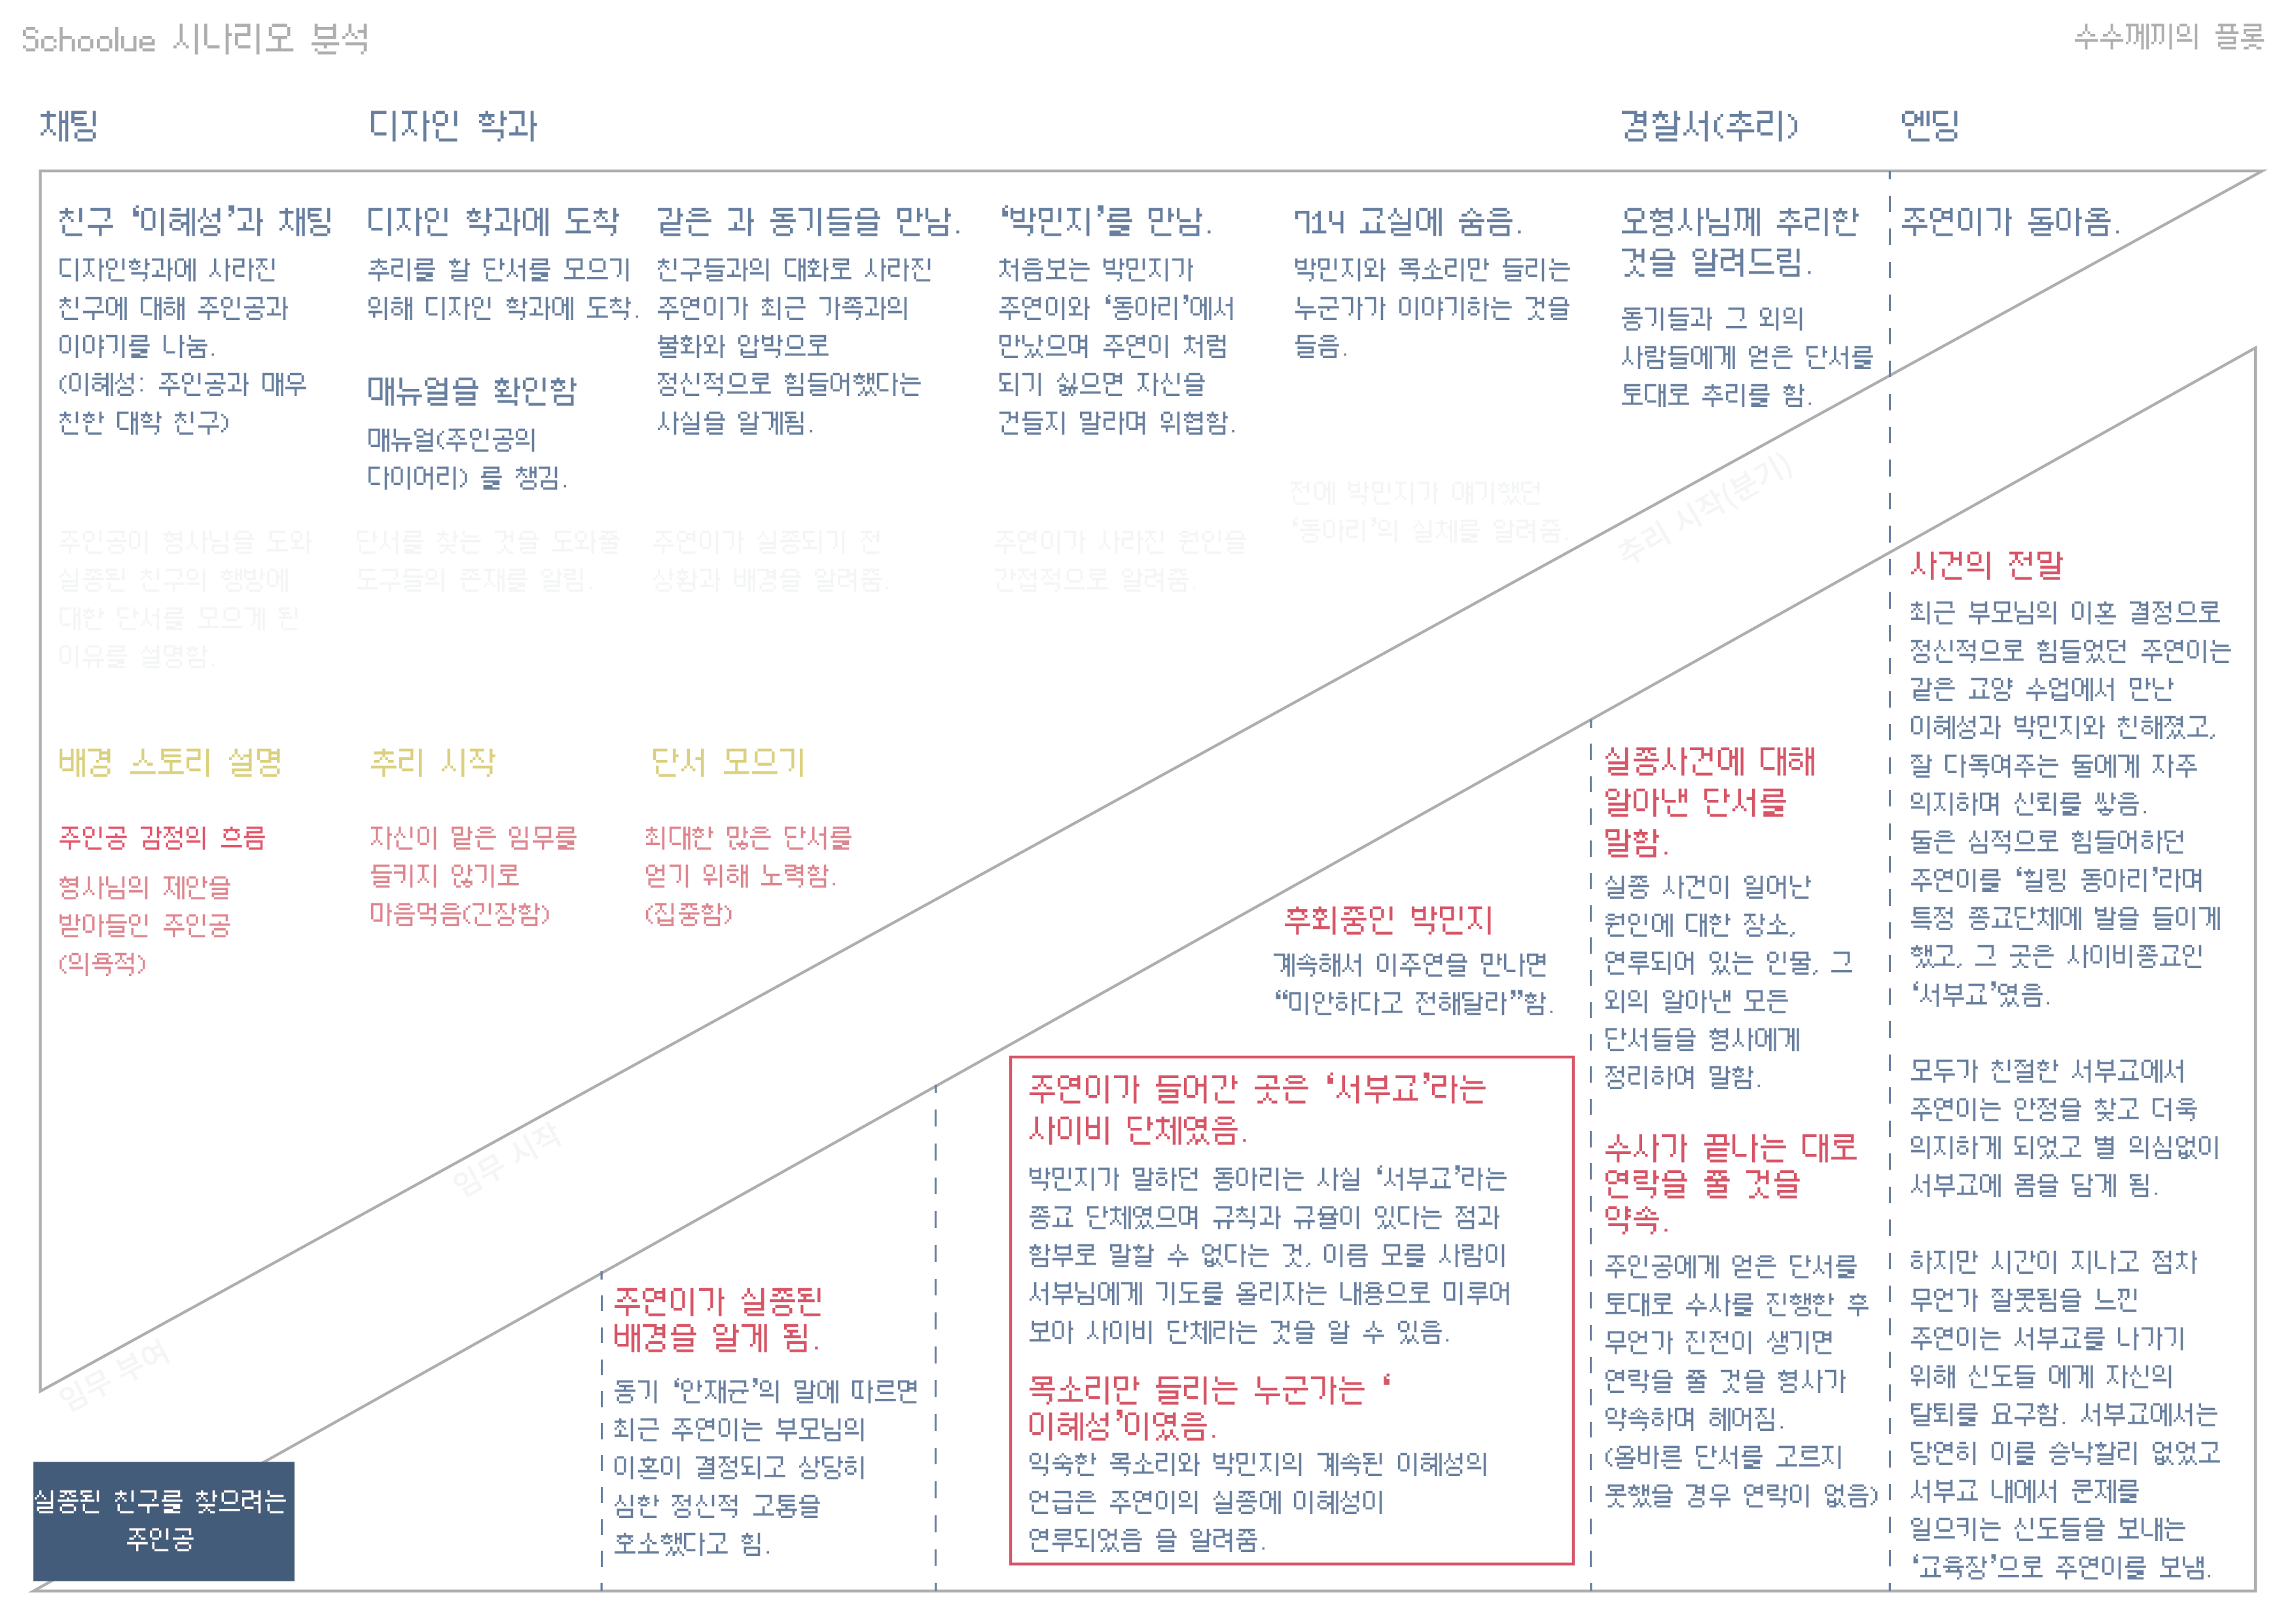 Schoolue 시나리오 분석
수수께끼의 플롯
채팅
디자인 학과
경찰서(추리)
엔딩
친구 ‘이혜성’과 채팅
디자인학과에 사라진
친구에 대해 주인공과
이야기를 나눔.
(이혜성: 주인공과 매우
친한 대학 친구)
주인공이 형사님을 도와
실종된 친구의 행방에
대한 단서를 모으게 된
이유를 설명함.
배경 스토리 설명
주인공 감정의 흐름
형사님의 제안을
받아들인 주인공
(의욕적)
디자인 학과에 도착
추리를 할 단서를 모으기
위해 디자인 학과에 도착.
매뉴얼을 확인함
매뉴얼(주인공의
다이어리) 를 챙김.
단서를 찾는 것을 도와줄
도구들의 존재를 알림.
추리 시작
자신이 맡은 임무를
들키지 않기로
마음먹음(긴장함)
같은 과 동기들을 만남.
친구들과의 대화로 사라진
주연이가 최근 가족과의
불화와 압박으로
정신적으로 힘들어했다는
사실을 알게됨.
주연이가 실종되기 전
상황과 배경을 알려줌.
단서 모으기
최대한 많은 단서를
얻기 위해 노력함.
(집중함)
‘박민지’를 만남.
처음보는 박민지가
주연이와 ‘동아리’에서
만났으며 주연이 처럼
되기 싫으면 자신을
건들지 말라며 위협함.
주연이가 사라진 원인을
간접적으로 알려줌.
714 교실에 숨음.
박민지와 목소리만 들리는
누군가가 이야기하는 것을
들음.
전에 박민지가 얘기했던
‘동아리’의 실체를 알려줌.
오형사님께 추리한
것을 알려드림.
동기들과 그 외의
사람들에게 얻은 단서를
토대로 추리를 함.
주연이가 돌아옴.
임무 부여
임무 시작
추리 시작(분기)
실종된 친구를 찾으려는
주인공
주연이가 실종된
배경을 알게 됨.
동기 ‘안재균’의 말에 따르면
최근 주연이는 부모님의
이혼이 결정되고 상당히
심한 정신적 고통을
호소했다고 힘.
후회중인 박민지
계속해서 이주연을 만나면
“미안하다고 전해달라”함.
주연이가 들어간 곳은 ‘서부교’라는
사이비 단체였음.
박민지가 말하던 동아리는 사실 ‘서부교’라는
종교 단체였으며 규칙과 규율이 있다는 점과
함부로 말할 수 없다는 것, 이름 모를 사람이
서부님에게 기도를 올리자는 내용으로 미루어
보아 사이비 단체라는 것을 알 수 있음.
목소리만 들리는 누군가는 ‘
이혜성’이였음.
익숙한 목소리와 박민지의 계속된 이혜성의
언급은 주연이의 실종에 이혜성이
연루되었음 을 알려줌.
실종사건에 대해
알아낸 단서를
말함.
실종 사건이 일어난
원인에 대한 장소,
연루되어 있는 인물, 그
외의 알아낸 모든
단서들을 형사에게
정리하여 말함.
수사가 끝나는 대로
연락을 줄 것을
약속.
주인공에게 얻은 단서를
토대로 수사를 진행한 후
무언가 진전이 생기면
연락을 줄 것을 형사가
약속하며 헤어짐.
(올바른 단서를 고르지
못했을 경우 연락이 없음)
사건의 전말
최근 부모님의 이혼 결정으로
정신적으로 힘들었던 주연이는
같은 교양 수업에서 만난
이혜성과 박민지와 친해졌고,
잘 다독여주는 둘에게 자주
의지하며 신뢰를 쌓음.
둘은 심적으로 힘들어하던
주연이를 ‘힐링 동아리’라며
특정 종교단체에 발을 들이게
했고, 그 곳은 사이비종교인
‘서부교’였음.
모두가 친절한 서부교에서
주연이는 안정을 찾고 더욱
의지하게 되었고 별 의심없이
서부교에 몸을 담게 됨.
하지만 시간이 지나고 점차
무언가 잘못됨을 느낀
주연이는 서부교를 나가기
위해 신도들 에게 자신의
탈퇴를 요구함. 서부교에서는
당연히 이를 승낙할리 없었고
서부교 내에서 문제를
일으키는 신도들을 보내는
‘교육장’으로 주연이를 보냄.